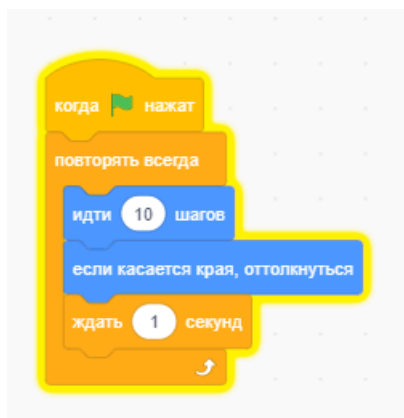 когда нажат
повторять всегда
идти 10 шагов
если касается края, оттолкнуться
ждать 1 секунд